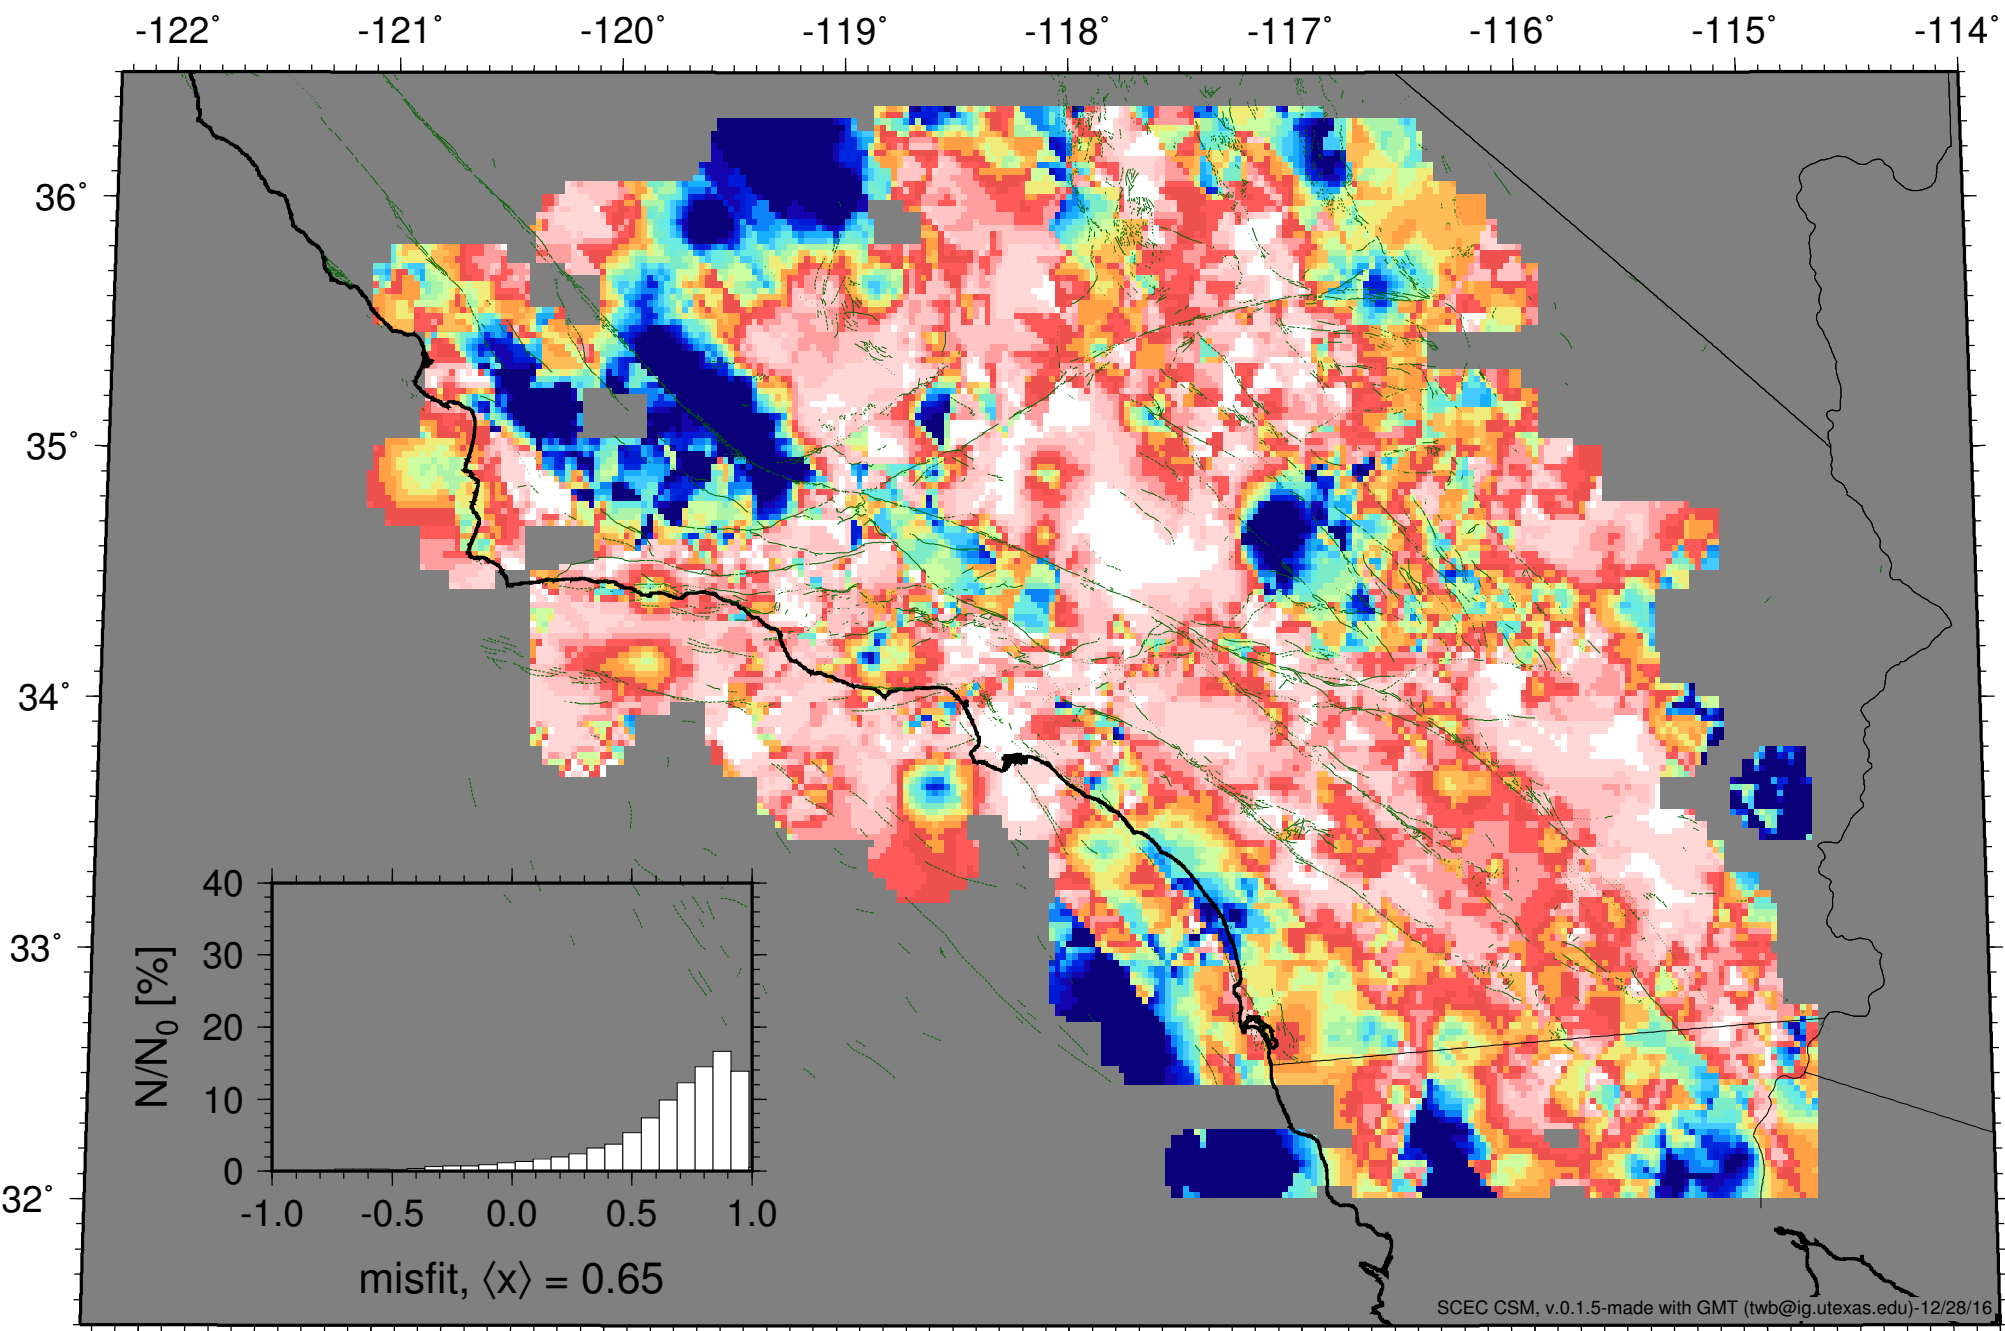 -122˚ -121˚ -120˚ -119˚ -118˚ -117˚ -116˚ -115˚ -114˚
36˚
35˚
34˚
33˚
32˚
40
30
20
10
0
N/N0 [%]
-1.0 -0.5 0.0 0.5 1.0
misfit, ⟨x⟩ = 0.65
SCEC CSM, v.0.1.5-made with GMT (twb@ig.utexas.edu)-12/28/16